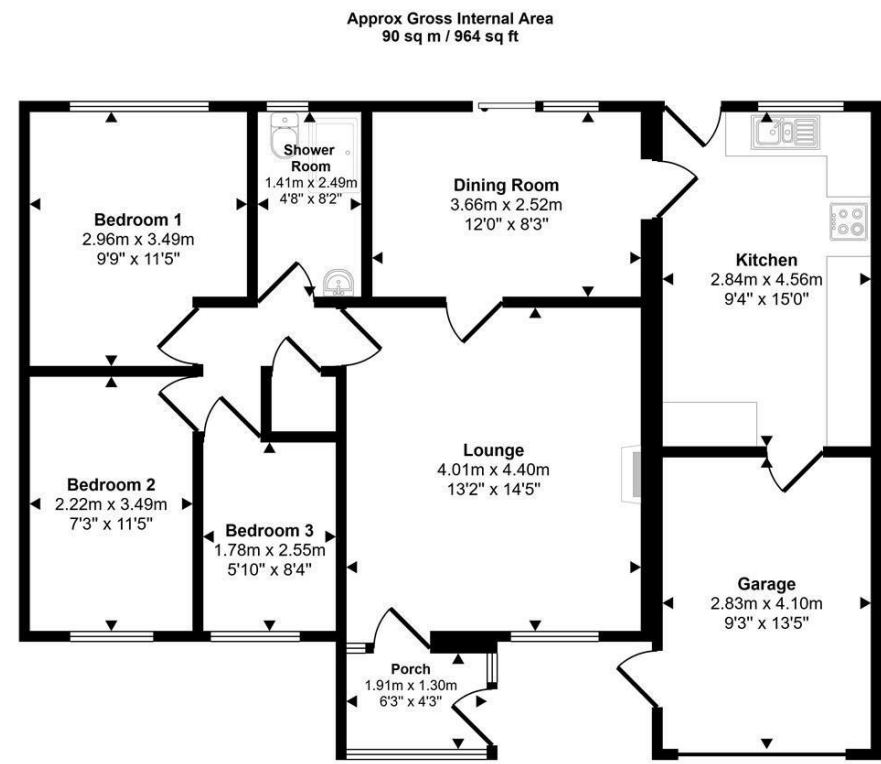 Approx Gross Internal Area
90 sq m / 964 sq ft
Bedroom 1
2.96m x 3.49m
9'9" x 11'5"
Shower
Room
1.41m x 2.49m
4'8" x 8'2"
Dining Room
3.66m x 2.52m
12'0" x 8'3"
Kitchen
2.84m x 4.56m
9'4" x 15'0"
Bedroom 2
2.22m x 3.49m
7'3" x 11'5"
Bedroom 3
1.78m x 2.55m
5'10" x 8'4"
Lounge
4.01m x 4.40m
13'2" x 14'5"
Garage
2.83m x 4.10m
9'3" x 13'5"
Porch
1.91m x 1.30m
6'3" x 4'3"